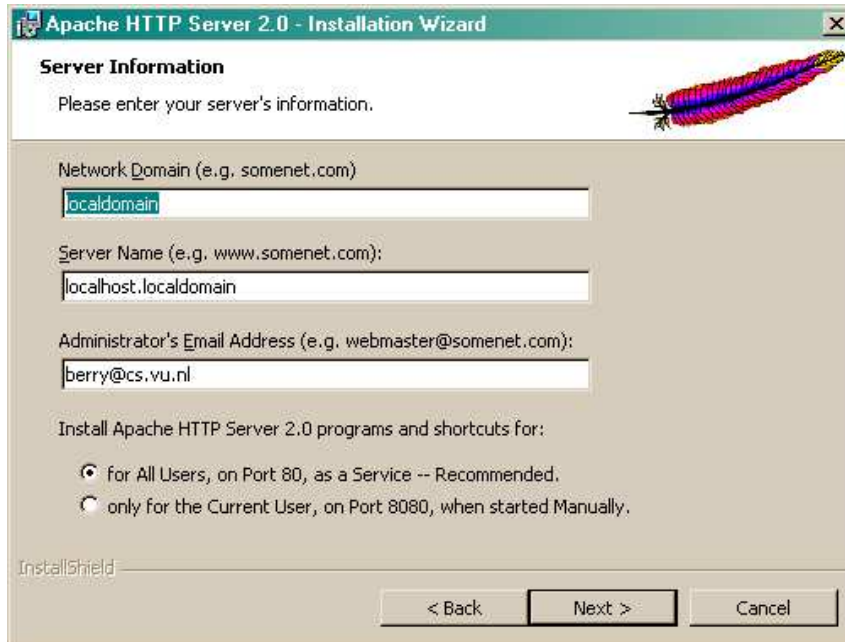 Apache HTTP Server 2.0 - Installation Wizard
Server Information
Please enter your server's information.
Network Domain (e.g. somenet.com)
localdomain
Server Name (e.g. www.somenet.com):
localhost.localdomain
Administrator's Email Address (e.g. webmaster@somenet.com):
berry@cs.vu.nl
Install Apache HTTP Server 2.0 programs and shortcuts for:
for All Users, on Port 80, as a Service -- Recommended.
only for the Current User, on Port 8080, when started Manually.
InstallShield
< Back Next > Cancel